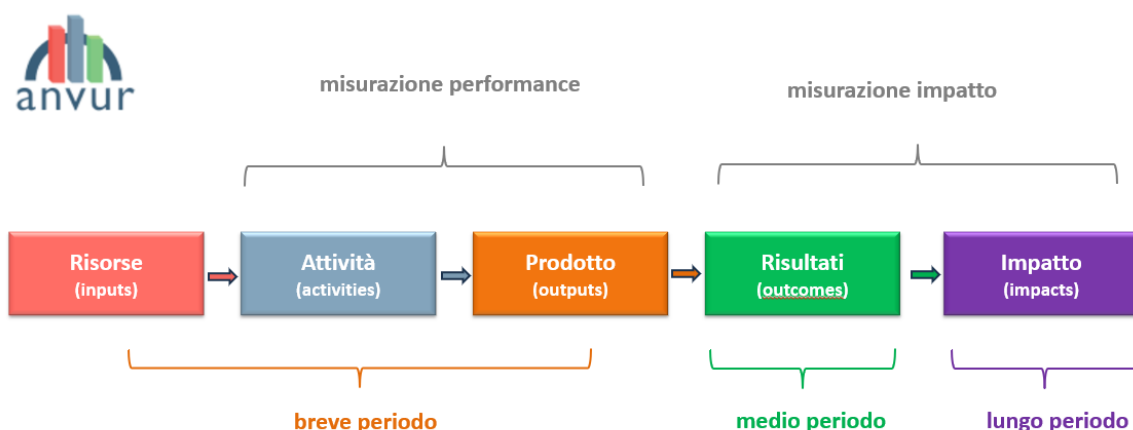 anvur
misurazione performance
misurazione impatto
Risorse
(inputs)
Attività
(activities)
Prodotto
(outputs)
Risultati
(outcomes)
Impatto
(impacts)
breve periodo
medio periodo
lungo periodo